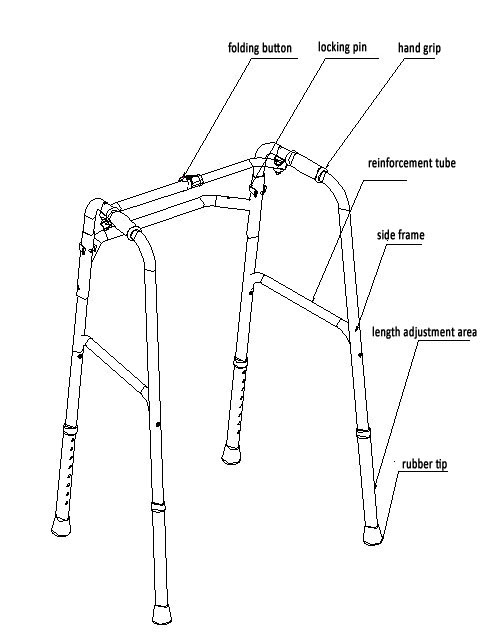 folding button
locking pin
hand grip
reinforcement tube
side frame
length adjustment area
rubber tip